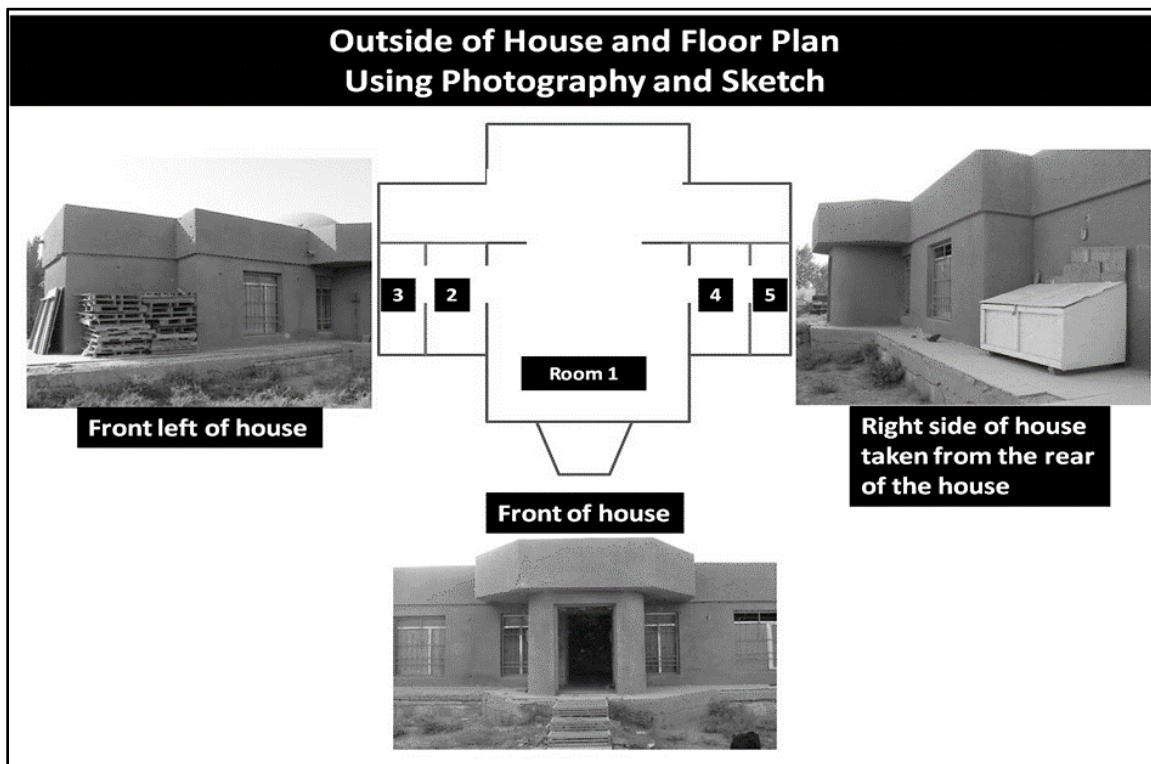 Outside of House and Floor Plan
Using Photography and Sketch
3
2
4
5
Room 1
Front left of house
Right side of house
taken from the rear
of the house
Front of house